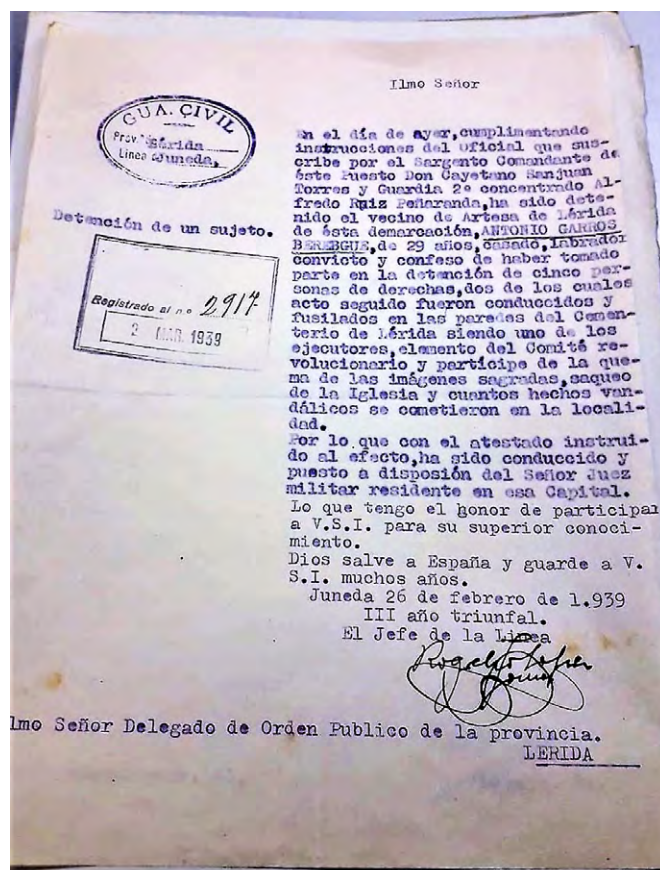 Ilmo Señor
GUA. CIVIL
Prov. Lérida
Linea Juneda,
Detención de un sujeto.
Registrado al nº 2917
2 MAR. 1939
En el día de ayer,cumplimentando
instrucciones del Oficial que sus-
cribe por el Sargento Comandante de
éste Puesto Don Cayetano Sanjuan
Torres y Guardia 2º concentrado Al-
fredo Ruiz Peñaranda,ha sido dete-
nido el vecino de Artesa de Lérida
de ésta demarcación,ANTONIO GARROS
BEREBGUE,de 29 años,casado,labrador
convicto y confeso de haber tomado
parte en la detención de cinco per-
sonas de derechas,dos de los cuales
acto seguido fueron conduccidos y
fusilados en las paredes del Cemen-
terio de Lérida siendo uno de los
ejecutores,elemento del Comité re-
volucionario y participe de la que-
ma de las imágenes sagradas,saqueo
de la Iglesia y cuantos hechos van-
dálicos se cometieron en la locali-
dad.
Por lo que con el atestado instrui-
do al efecto,ha sido conduccido y
puesto a disposión del Señor Juez
militar residente en esa Capital.
Lo que tengo el honor de participal
a V.S.I. para su superior conoci-
miento.
Dios salve a España y guarde a V.
S.I. muchos años.
Juneda 26 de febrero de 1.939
III año triunfal.
El Jefe de la Linea
Rogelio Lopez
lmo Señor Delegado de Orden Publico de la provincia.
LERIDA